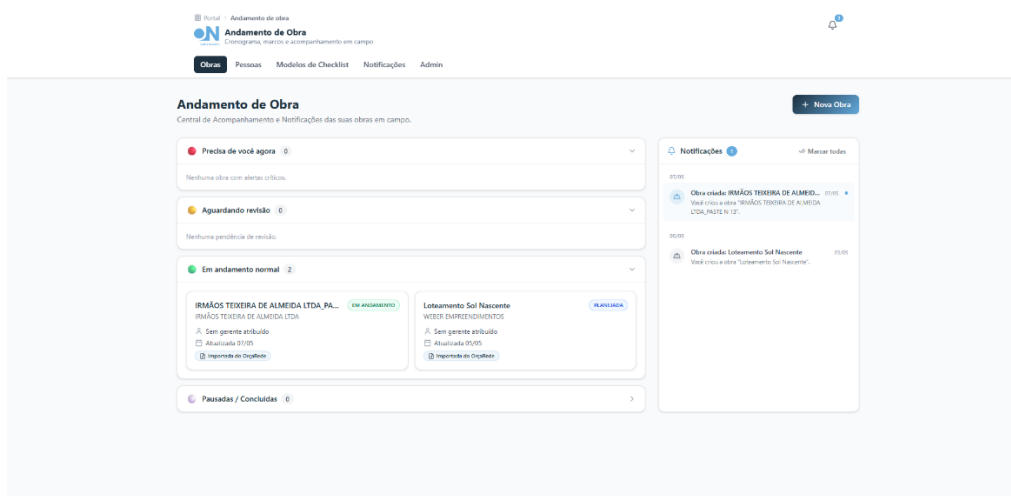 Portal › Andamento de obra
ON
Andamento de Obra
Cronograma, marcos e acompanhamento em campo
1
Obras Pessoas Modelos de Checklist Notificações Admin
Andamento de Obra
Central de Acompanhamento e Notificações das suas obras em campo.
+ Nova Obra
Precisa de você agora 0
Nenhuma obra com alertas críticos.
Aguardando revisão 0
Nenhuma pendência de revisão.
Em andamento normal 2
IRMÃOS TEIXEIRA DE ALMEIDA LTDA_PA... EM ANDAMENTO
IRMÃOS TEIXEIRA DE ALMEIDA LTDA
Sem gerente atribuído
Atualizada 07/05
Importada do OrçaRede
Loteamento Sol Nascente PLANEJADA
WEBER EMPREENDIMENTOS
Sem gerente atribuído
Atualizada 05/05
Importada do OrçaRede
Pausadas / Concluídas 0
Notificações 1 Marcar todas
07/05
Obra criada: IRMÃOS TEIXEIRA DE ALMEID... 07/05
Você criou a obra "IRMÃOS TEIXEIRA DE ALMEIDA
LTDA_PASTE N 13".
05/05
Obra criada: Loteamento Sol Nascente 05/05
Você criou a obra "Loteamento Sol Nascente".